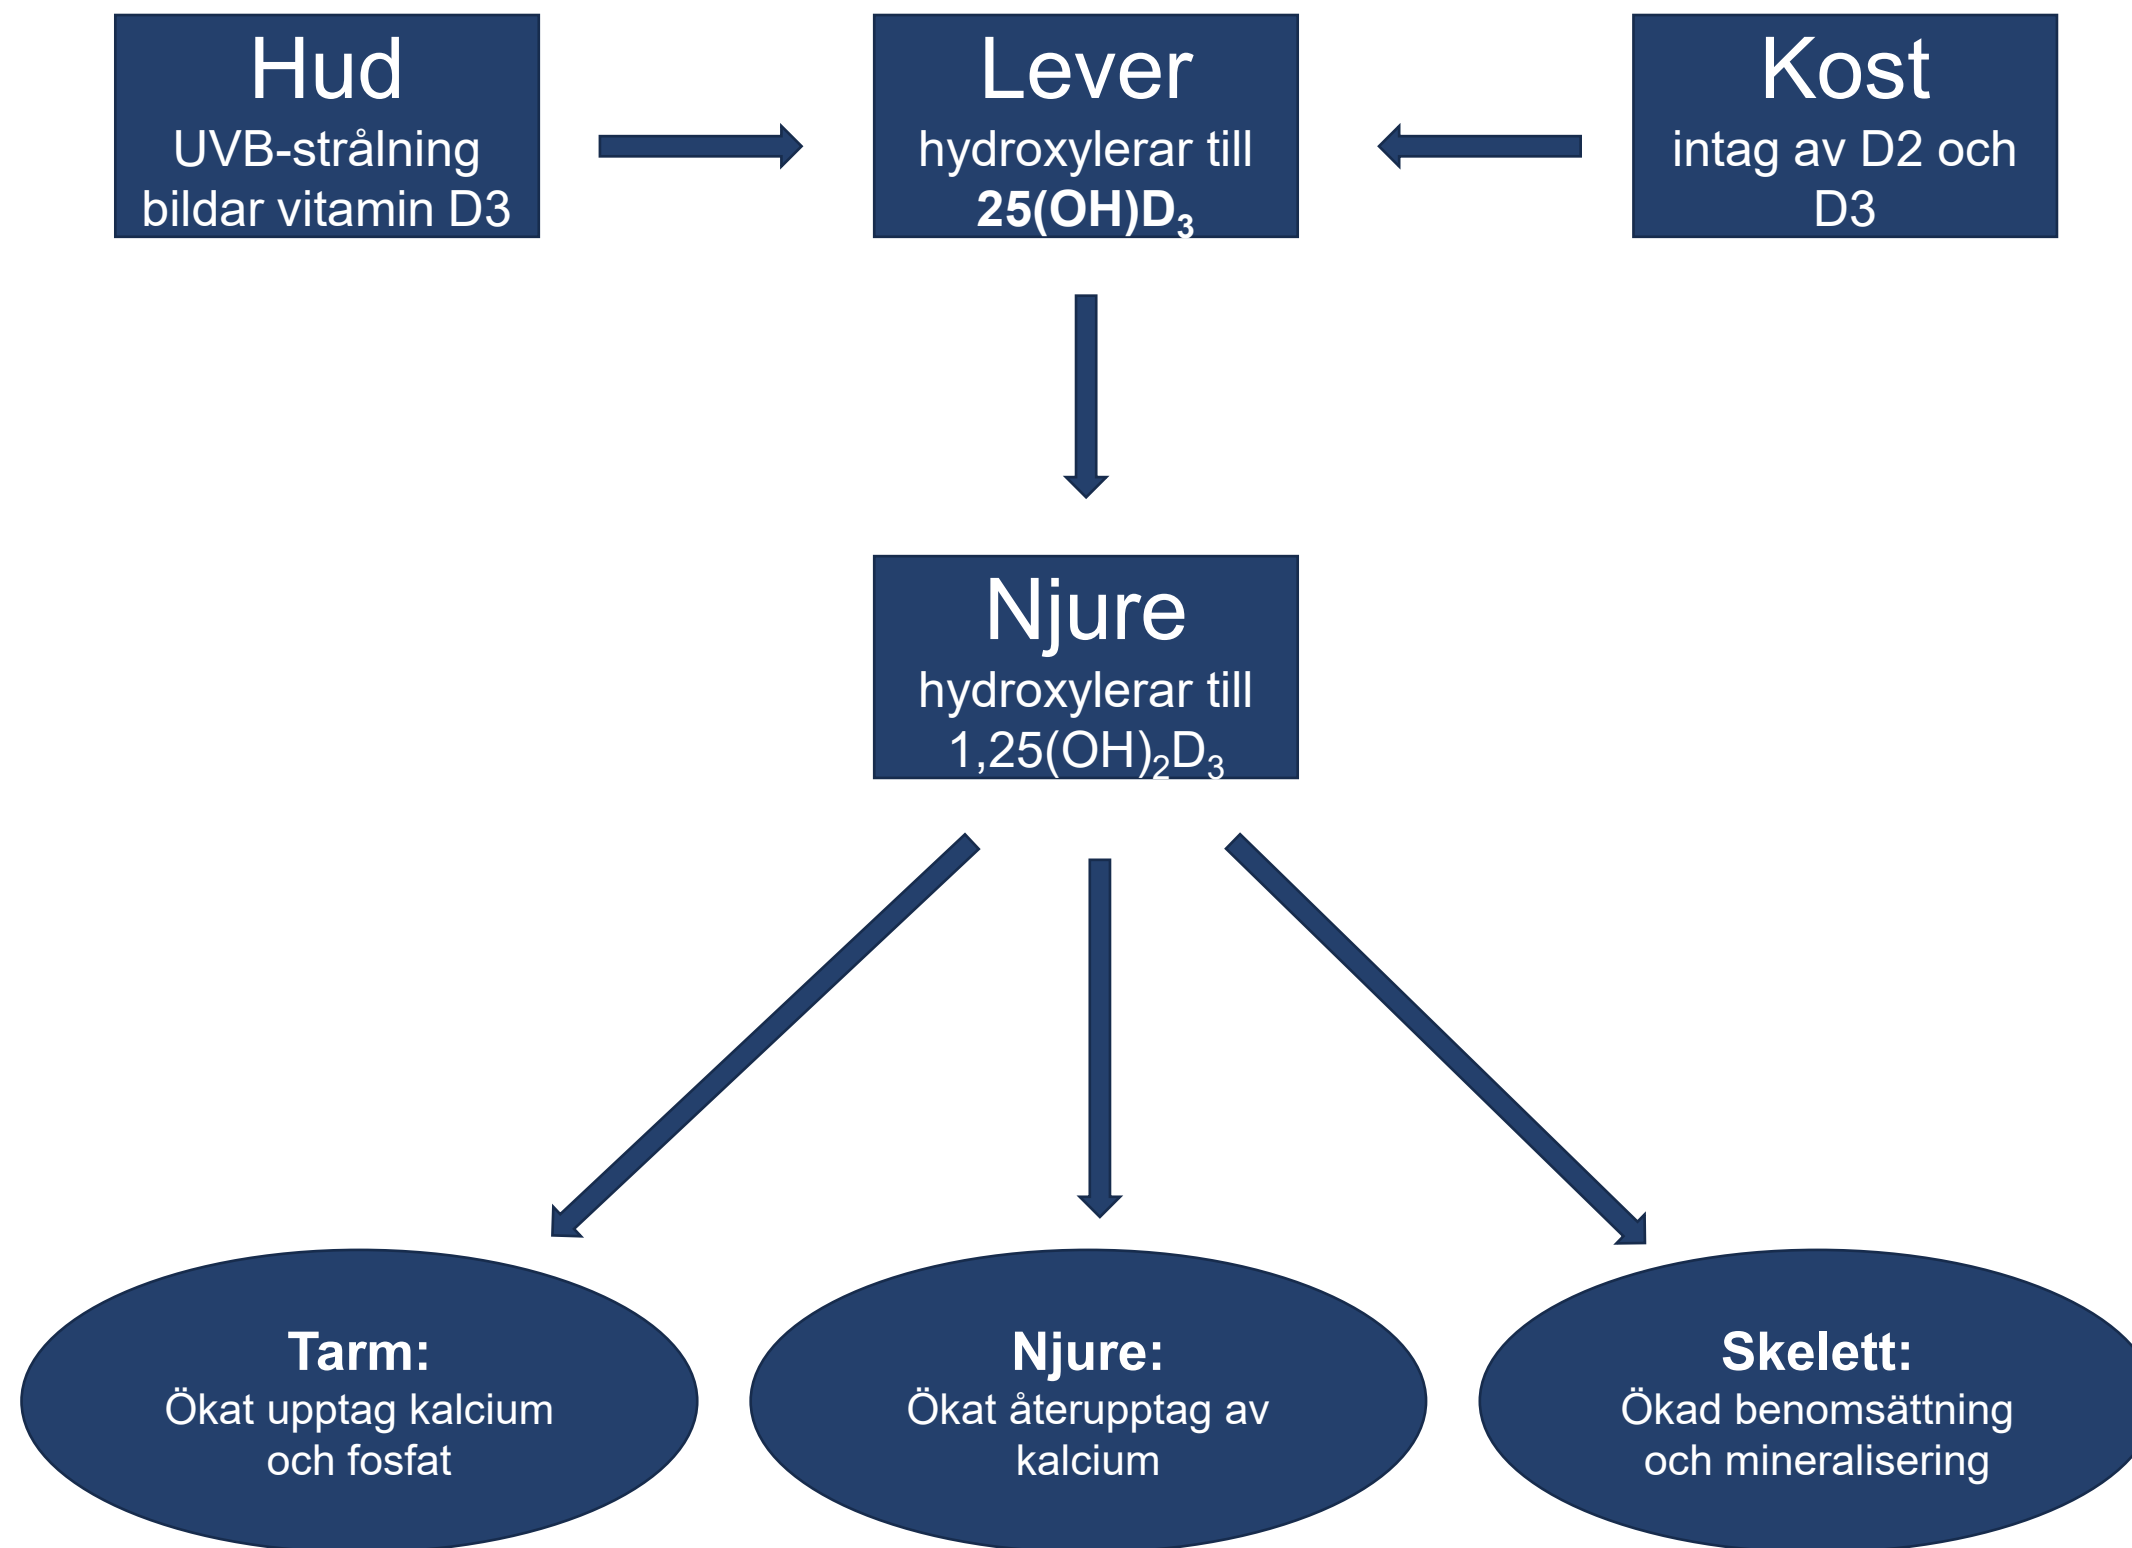 Hud
UVB-strålning
bildar vitamin D3
Lever
hydroxylerar till
25(OH)D₃
Kost
intag av D2 och
D3
Njure
hydroxylerar till
1,25(OH)₂D₃
Tarm:
Ökat upptag kalcium
och fosfat
Njure:
Ökat återupptag av
kalcium
Skelett:
Ökad benomsättning
och mineralisering